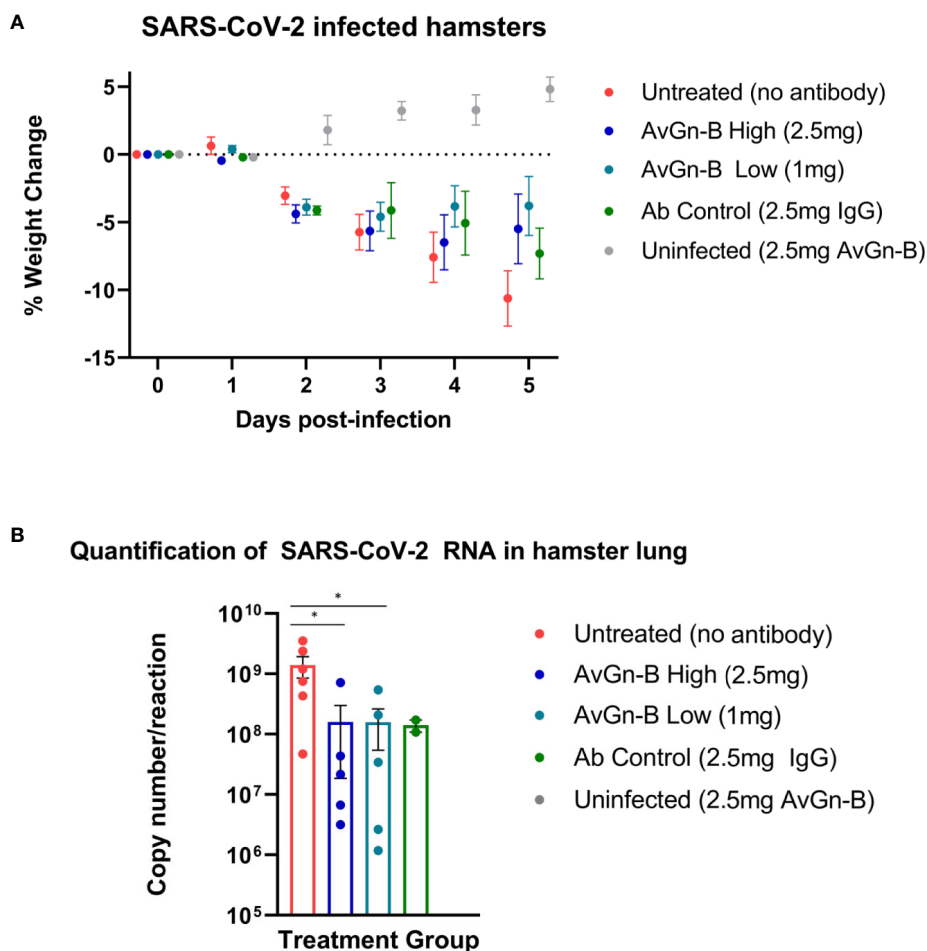 A
SARS-CoV-2 infected hamsters
5
0
-5
-10
-15
% Weight Change
0 1 2 3 4 5
Days post-infection
Untreated (no antibody)
AvGn-B High (2.5mg)
AvGn-B Low (1mg)
Ab Control (2.5mg IgG)
Uninfected (2.5mg AvGn-B)
B
Quantification of SARS-CoV-2 RNA in hamster lung
*
*
10¹⁰
10⁹
10⁸
10⁷
10⁶
10⁵
Copy number/reaction
Treatment Group
Untreated (no antibody)
AvGn-B High (2.5mg)
AvGn-B Low (1mg)
Ab Control (2.5mg IgG)
Uninfected (2.5mg AvGn-B)